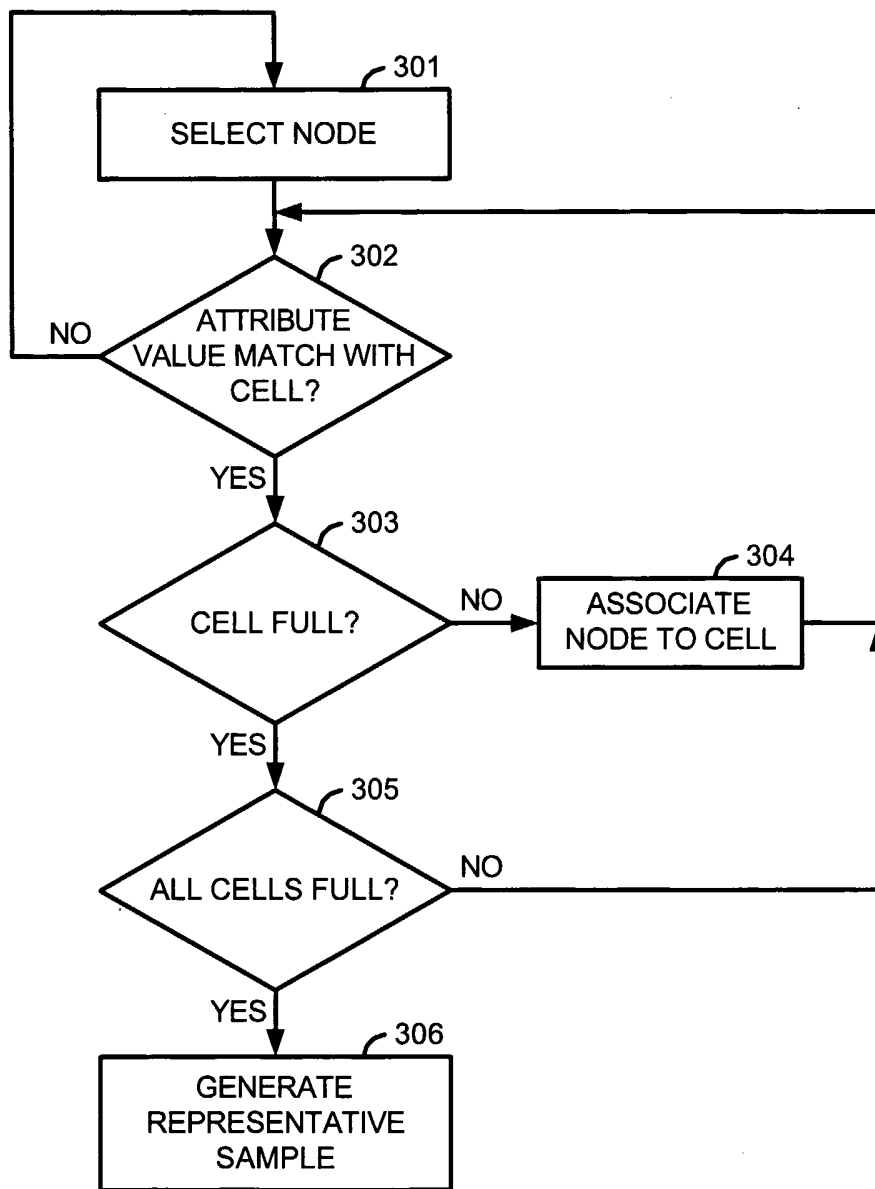 301
SELECT NODE
302
ATTRIBUTE
VALUE MATCH WITH
CELL?
NO
YES
303
CELL FULL?
NO
304
ASSOCIATE
NODE TO CELL
YES
305
ALL CELLS FULL?
NO
YES
306
GENERATE
REPRESENTATIVE
SAMPLE